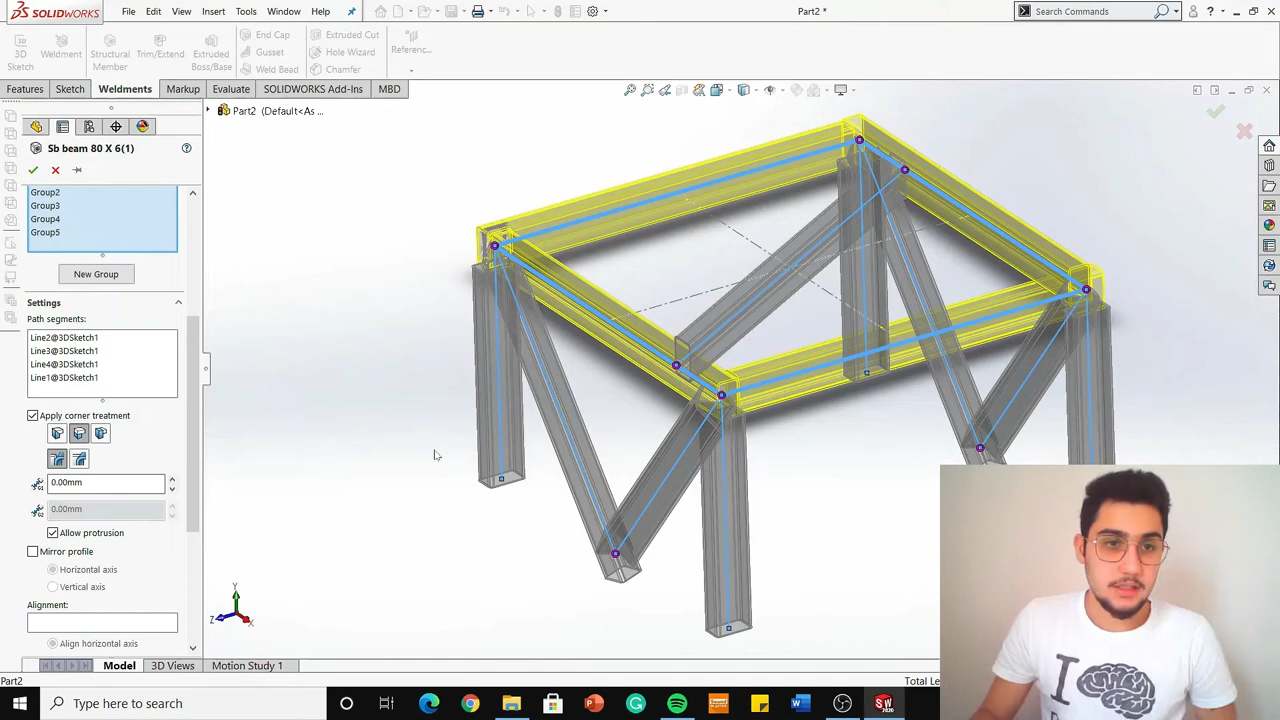 SOLIDWORKS File Edit View Insert Tools Window Help Part2 * Search Commands
3D Sketch Weldment Structural Member Trim/Extend Extruded Boss/Base End Cap Gusset Weld Bead Extruded Cut Hole Wizard Chamfer Referenc...
Features Sketch Weldments Markup Evaluate SOLIDWORKS Add-Ins MBD
Part2 (Default<As ...
Sb beam 80 X 6(1)
Group2
Group3
Group4
Group5
New Group
Settings
Path segments:
Line2@3DSketch1
Line3@3DSketch1
Line4@3DSketch1
Line1@3DSketch1
Apply corner treatment
0.00mm
0.00mm
Allow protrusion
Mirror profile
Horizontal axis
Vertical axis
Alignment:
Align horizontal axis
Y
Z
X
Model 3D Views Motion Study 1
Part2 Total Le
I
Type here to search
SW
2020